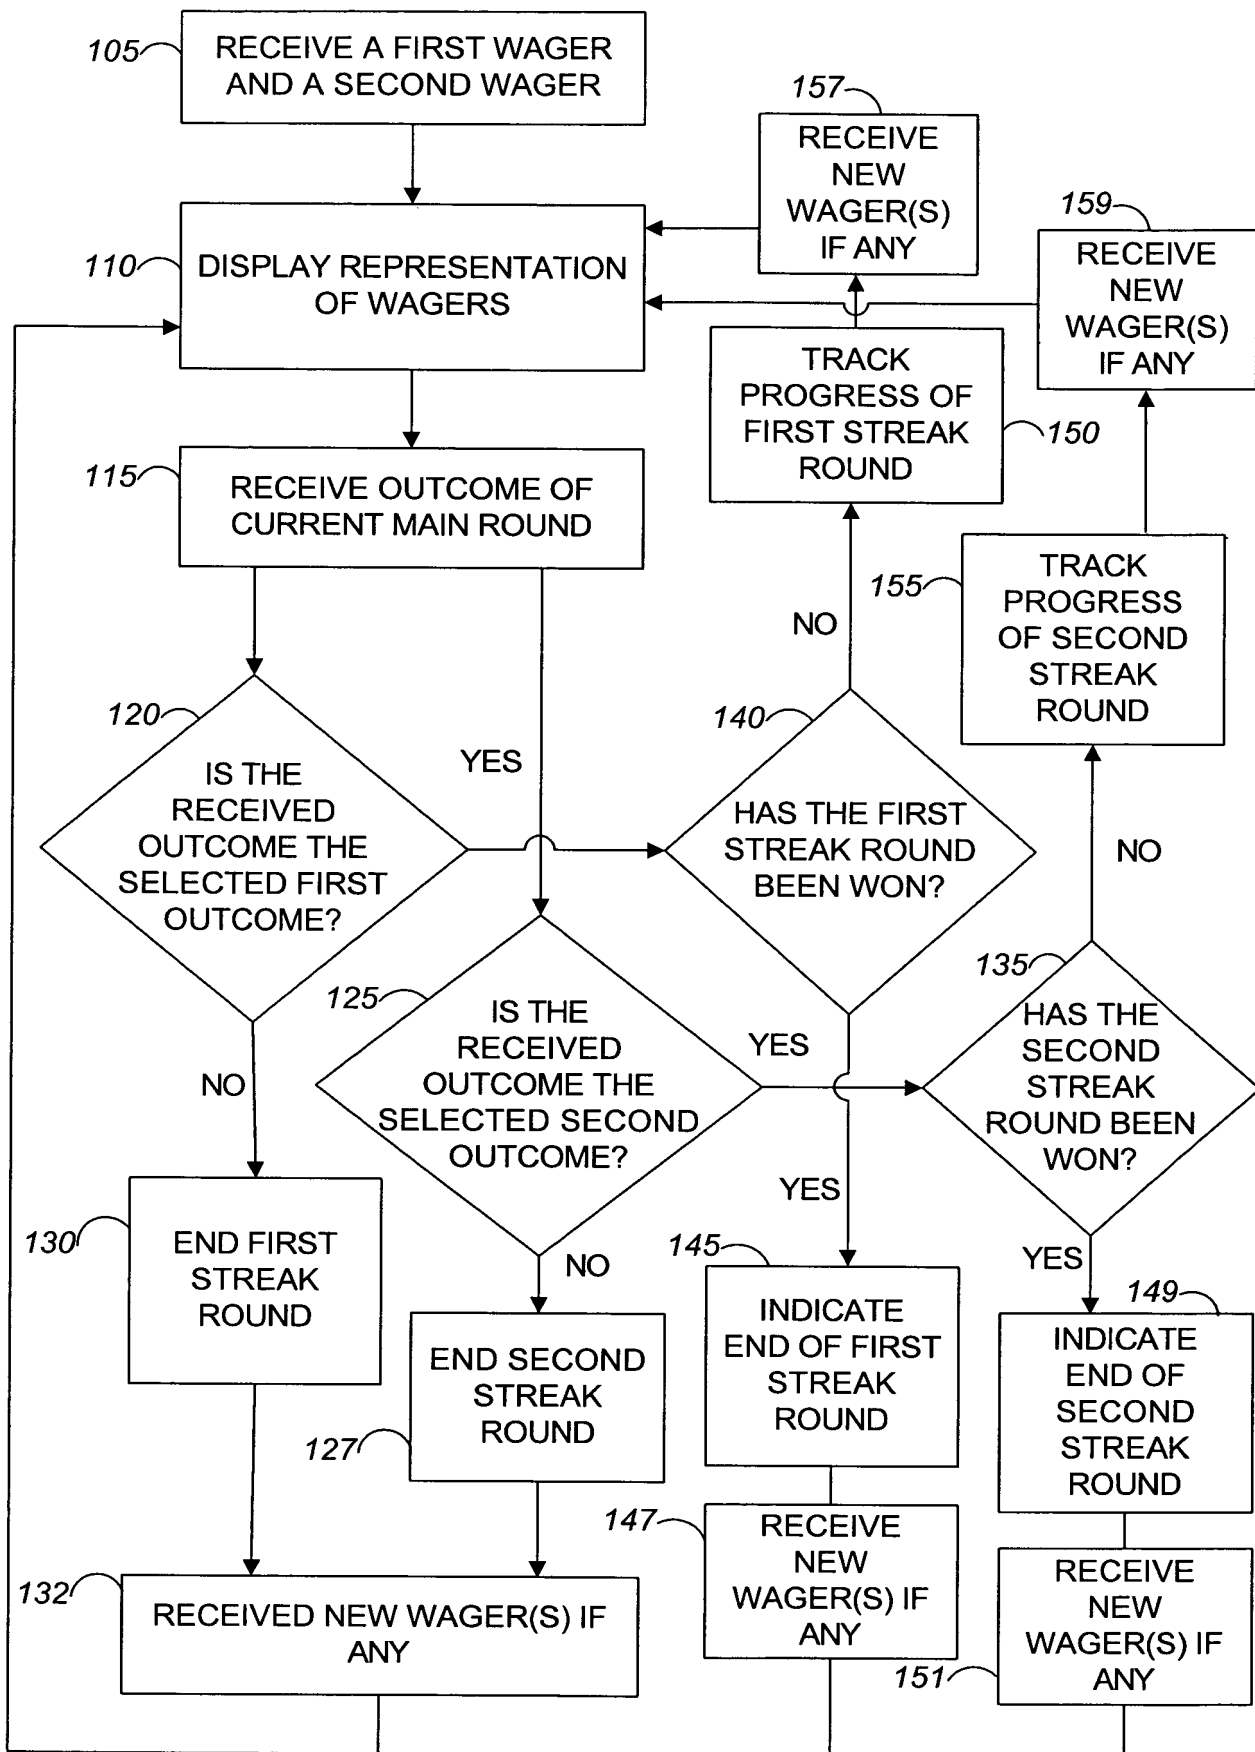 105
RECEIVE A FIRST WAGER
AND A SECOND WAGER
157
RECEIVE
NEW
WAGER(S)
IF ANY
159
RECEIVE
NEW
WAGER(S)
IF ANY
110
DISPLAY REPRESENTATION
OF WAGERS
TRACK
PROGRESS OF
FIRST STREAK
ROUND
150
115
RECEIVE OUTCOME OF
CURRENT MAIN ROUND
155
TRACK
PROGRESS
OF SECOND
STREAK
ROUND
NO
120
IS THE
RECEIVED
OUTCOME THE
SELECTED FIRST
OUTCOME?
YES
140
HAS THE FIRST
STREAK ROUND
BEEN WON?
NO
125
IS THE
RECEIVED
OUTCOME THE
SELECTED SECOND
OUTCOME?
YES
135
HAS THE
SECOND
STREAK
ROUND BEEN
WON?
NO
YES
130
END FIRST
STREAK
ROUND
NO
YES
127
END SECOND
STREAK
ROUND
145
INDICATE
END OF FIRST
STREAK
ROUND
149
INDICATE
END OF
SECOND
STREAK
ROUND
132
RECEIVED NEW WAGER(S) IF
ANY
147
RECEIVE
NEW
WAGER(S) IF
ANY
151
RECEIVE
NEW
WAGER(S) IF
ANY